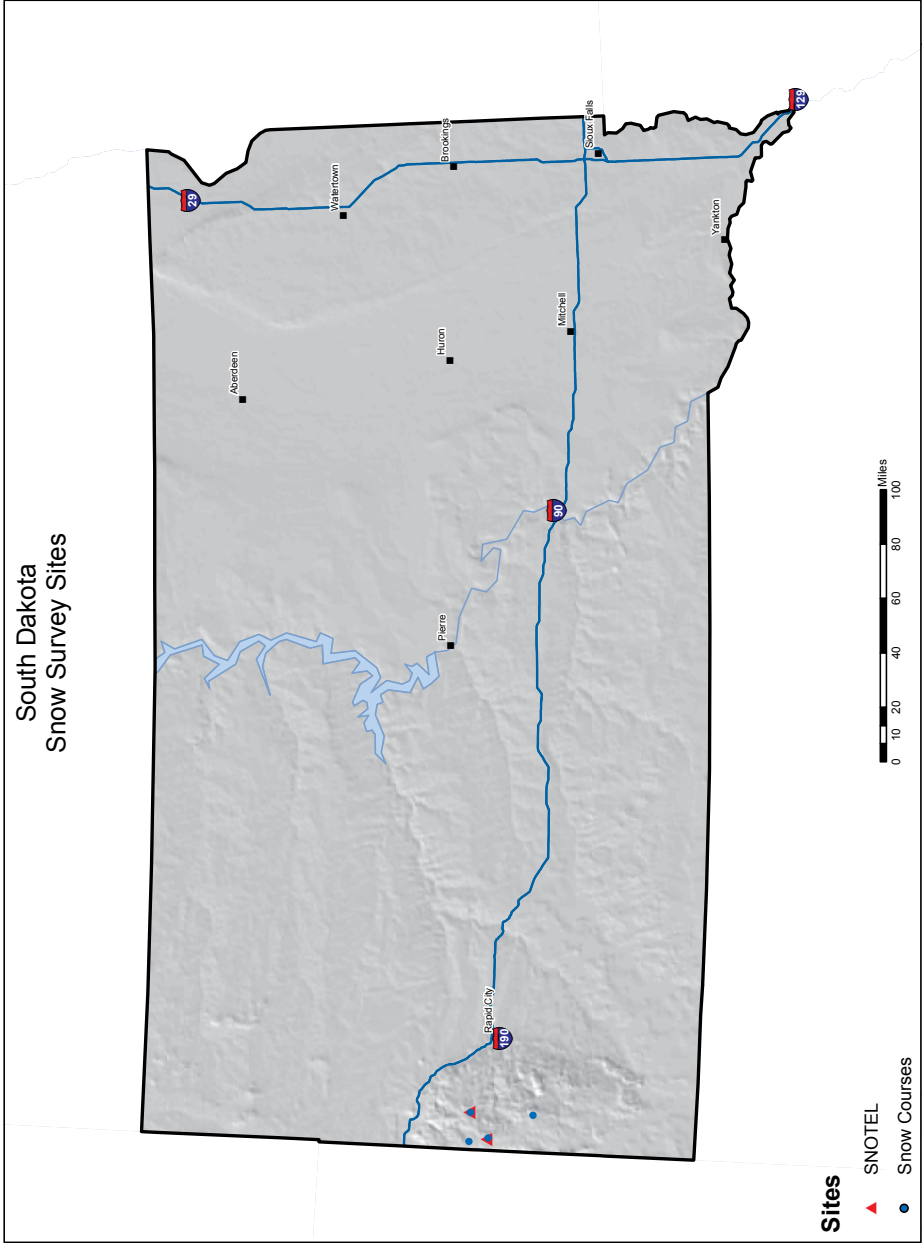 South Dakota
Snow Survey Sites
29
Watertown
Brookings
Sioux Falls
129
Aberdeen
Huron
Mitchell
Yankton
Pierre
90
Rapid City
190
0 10 20 40 60 80 100
Miles
Sites
SNOTEL
Snow Courses